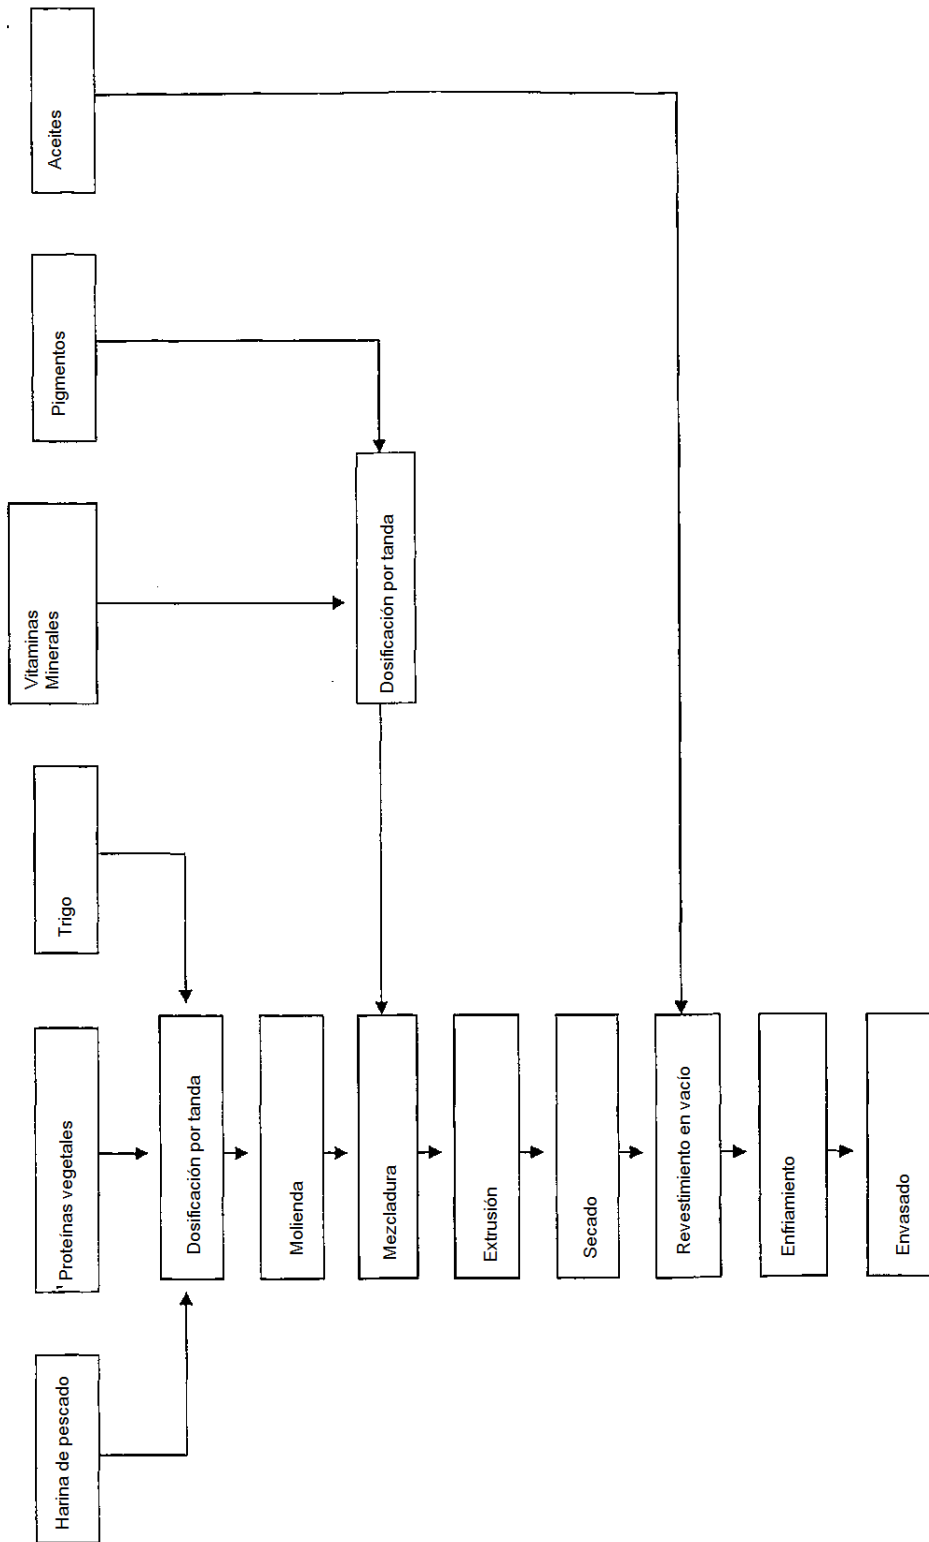 Harina de pescado
Proteínas vegetales
Trigo
Vitaminas
Minerales
Pigmentos
Aceites
Dosificación por tanda
Molienda
Dosificación por tanda
Mezcladura
Extrusión
Secado
Revestimiento en vacío
Enfriamiento
Envasado